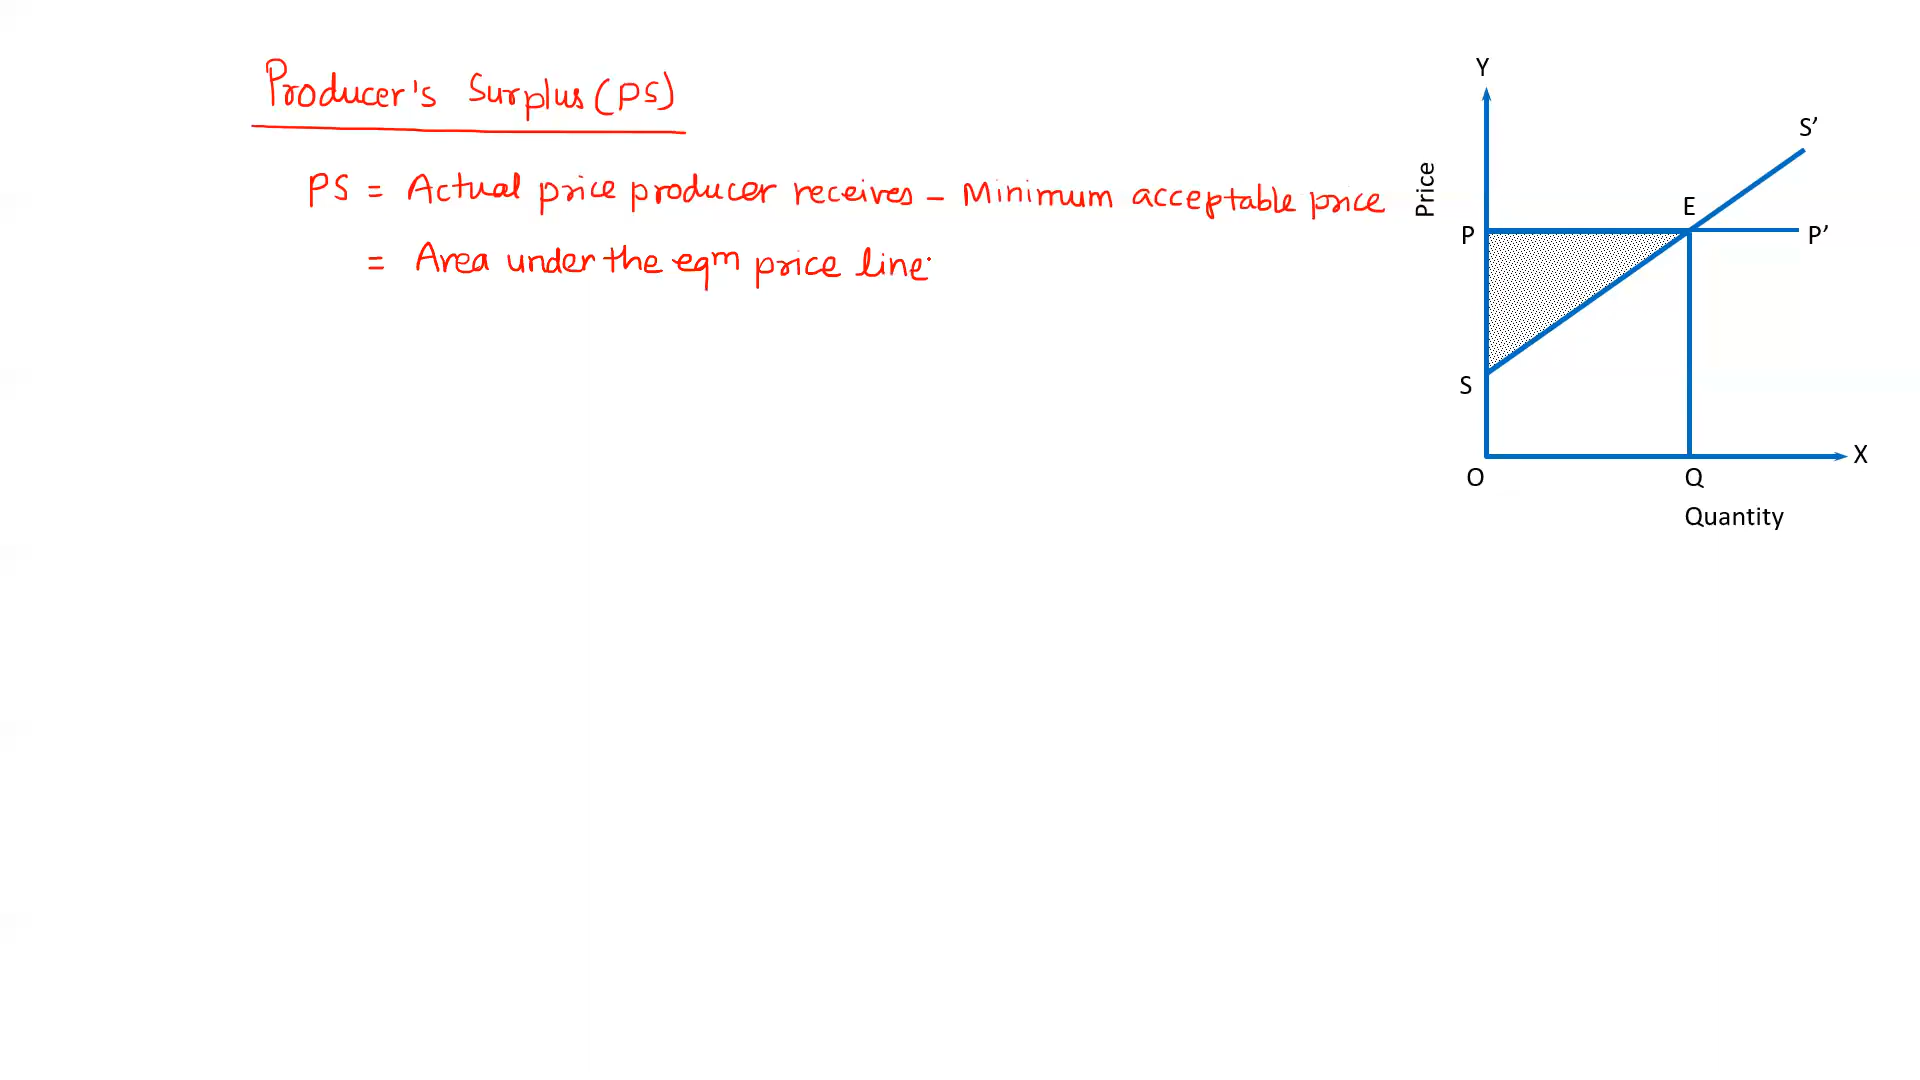 Producer's Surplus (PS)
PS = Actual price producer receives – Minimum acceptable price
= Area under the eqm price line
Y
S’
Price
E
P
P’
S
X
O
Q
Quantity